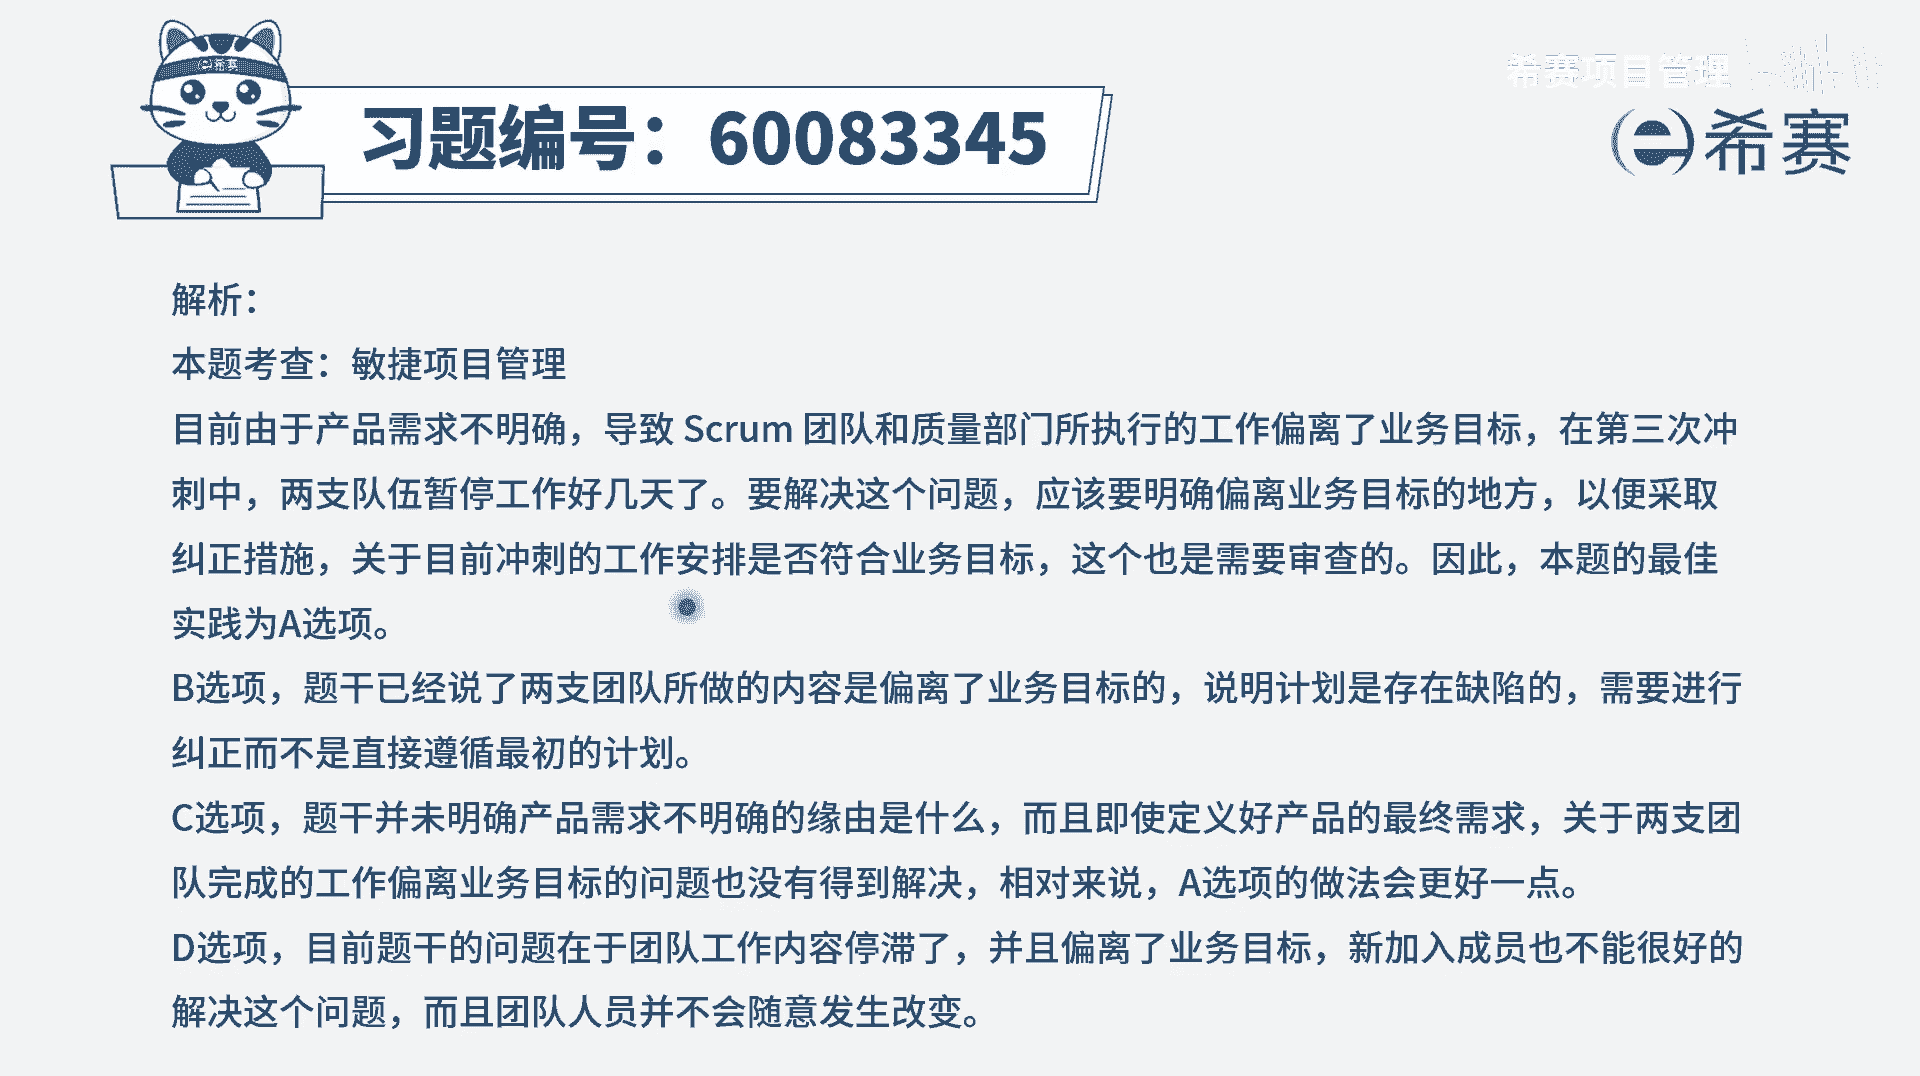 希赛
希赛项目管理
习题编号：60083345
希赛
解析：
本题考查：敏捷项目管理
目前由于产品需求不明确，导致 Scrum 团队和质量部门所执行的工作偏离了业务目标，在第三次冲
刺中，两支队伍暂停工作好几天了。要解决这个问题，应该要明确偏离业务目标的地方，以便采取
纠正措施，关于目前冲刺的工作安排是否符合业务目标，这个也是需要审查的。因此，本题的最佳
实践为A选项。
B选项，题干已经说了两支团队所做的内容是偏离了业务目标的，说明计划是存在缺陷的，需要进行
纠正而不是直接遵循最初的计划。
C选项，题干并未明确产品需求不明确的缘由是什么，而且即使定义好产品的最终需求，关于两支团
队完成的工作偏离业务目标的问题也没有得到解决，相对来说，A选项的做法会更好一点。
D选项，目前题干的问题在于团队工作内容停滞了，并且偏离了业务目标，新加入成员也不能很好的
解决这个问题，而且团队人员并不会随意发生改变。